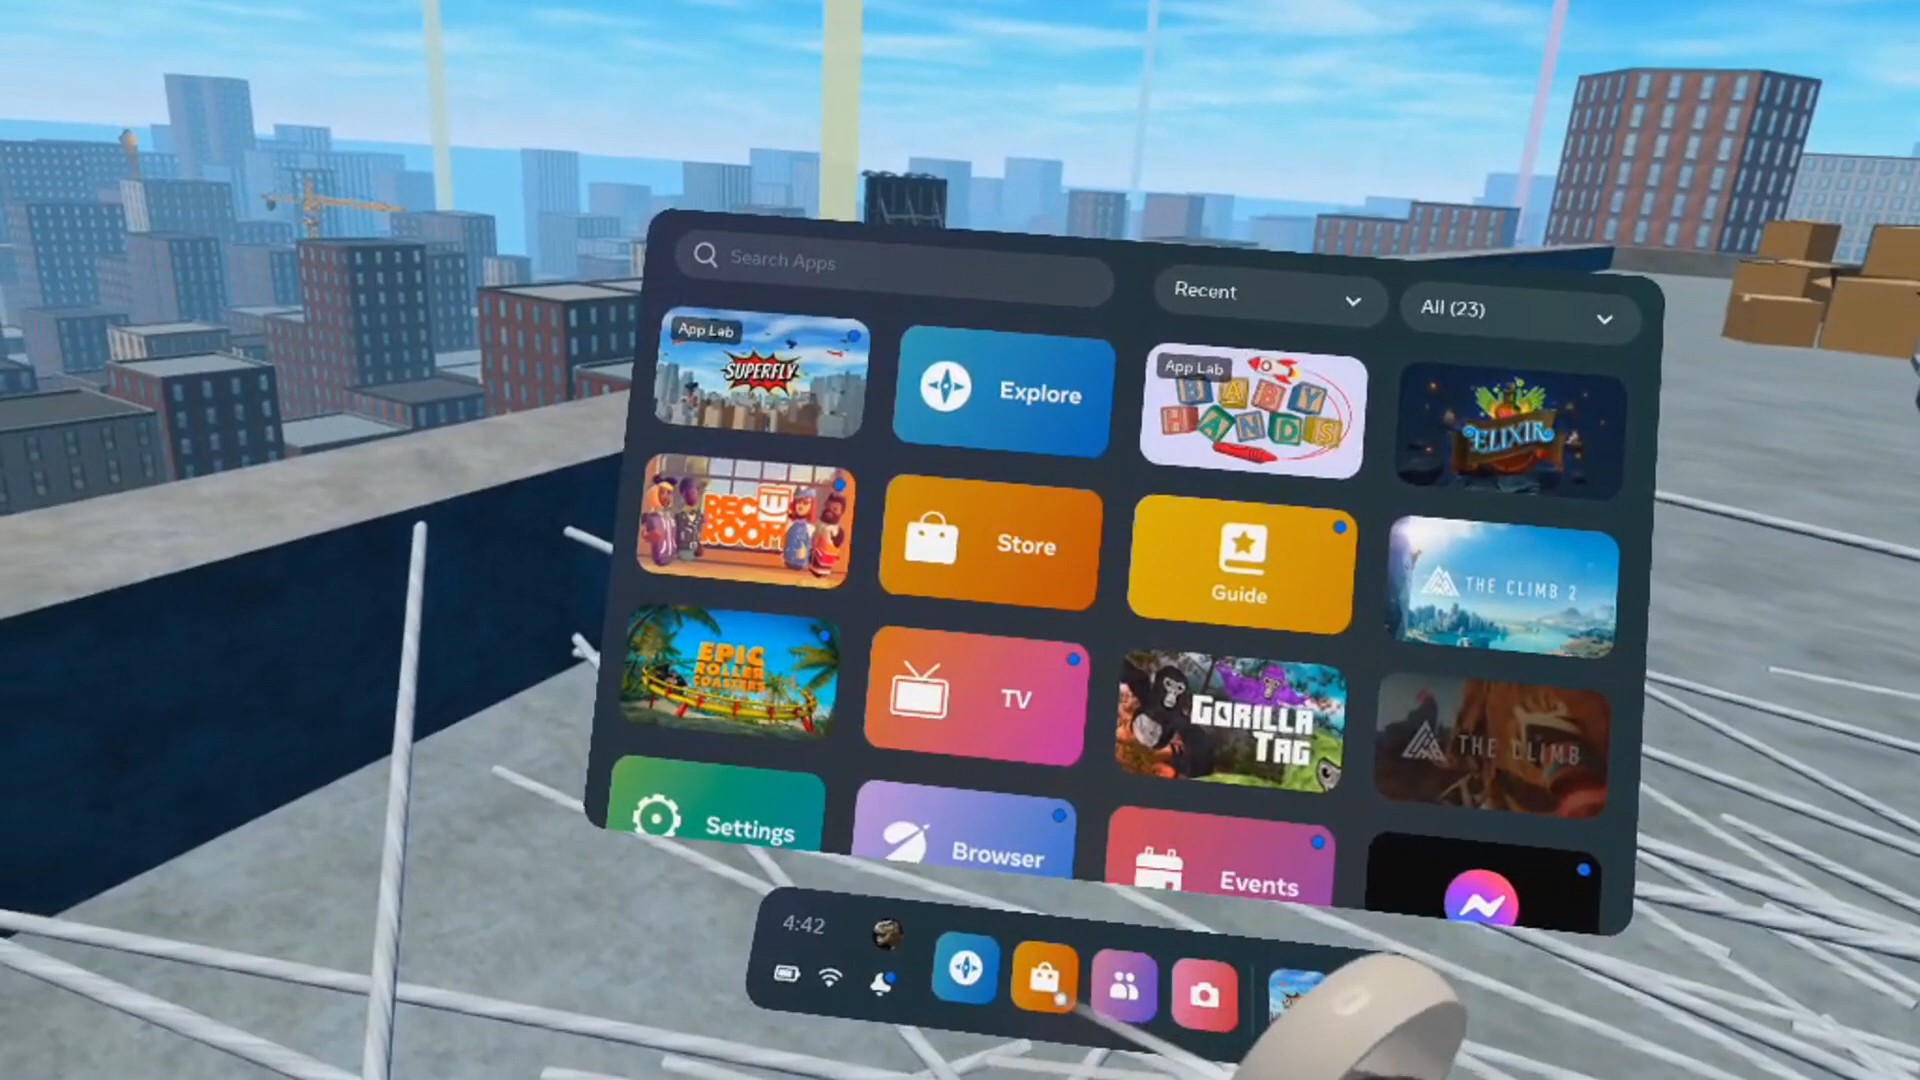 Search Apps
Recent
All (23)
App Lab
SUPERFLY
Explore
App Lab
BABY
HANDS
ELIXIR
REC
ROOM
Store
Guide
THE CLIMB 2
EPIC
ROLLER
COASTERS
TV
GORILLA
TAG
THE CLIMB
Settings
Browser
Events
4:42